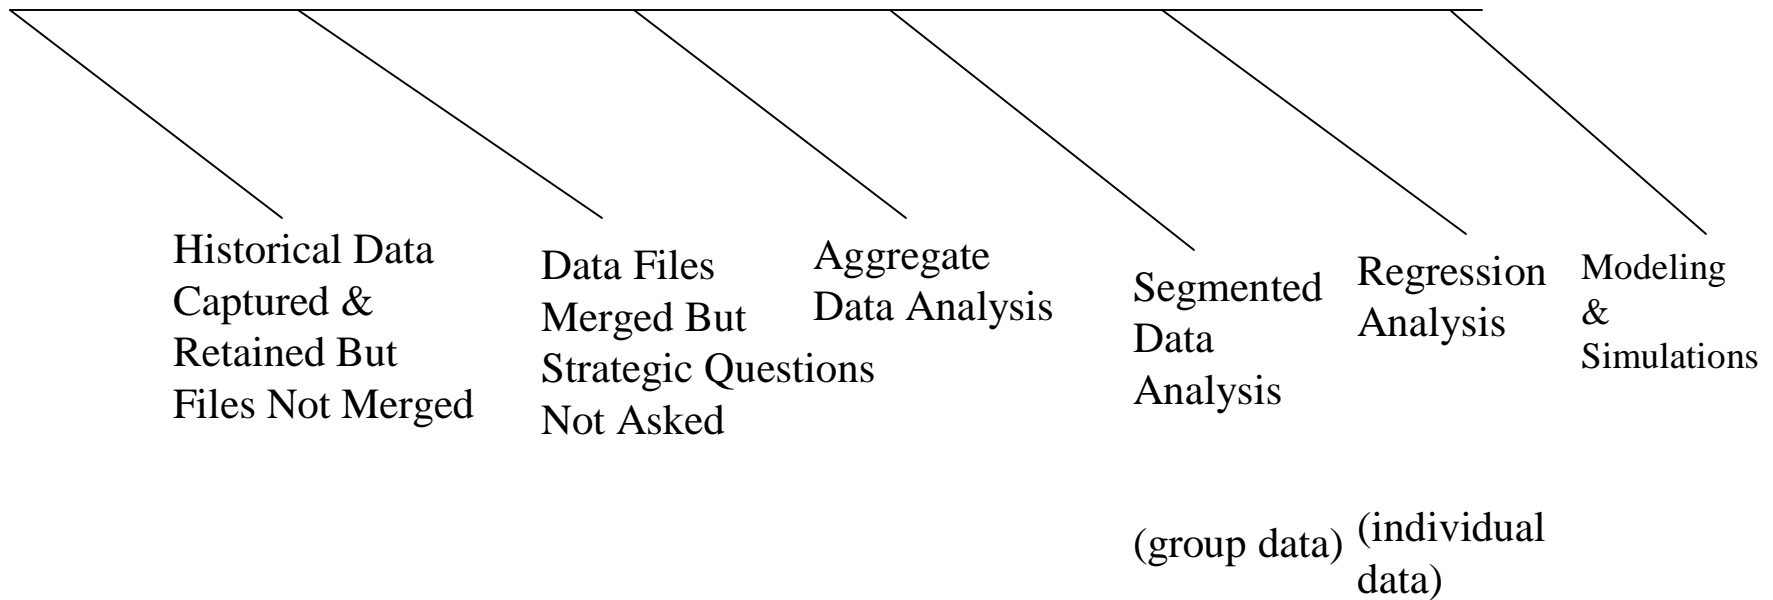 Historical Data
Captured &
Retained But
Files Not Merged
Data Files
Merged But
Strategic Questions
Not Asked
Aggregate
Data Analysis
Segmented
Data
Analysis
(group data)
Regression
Analysis
(individual
data)
Modeling
&
Simulations